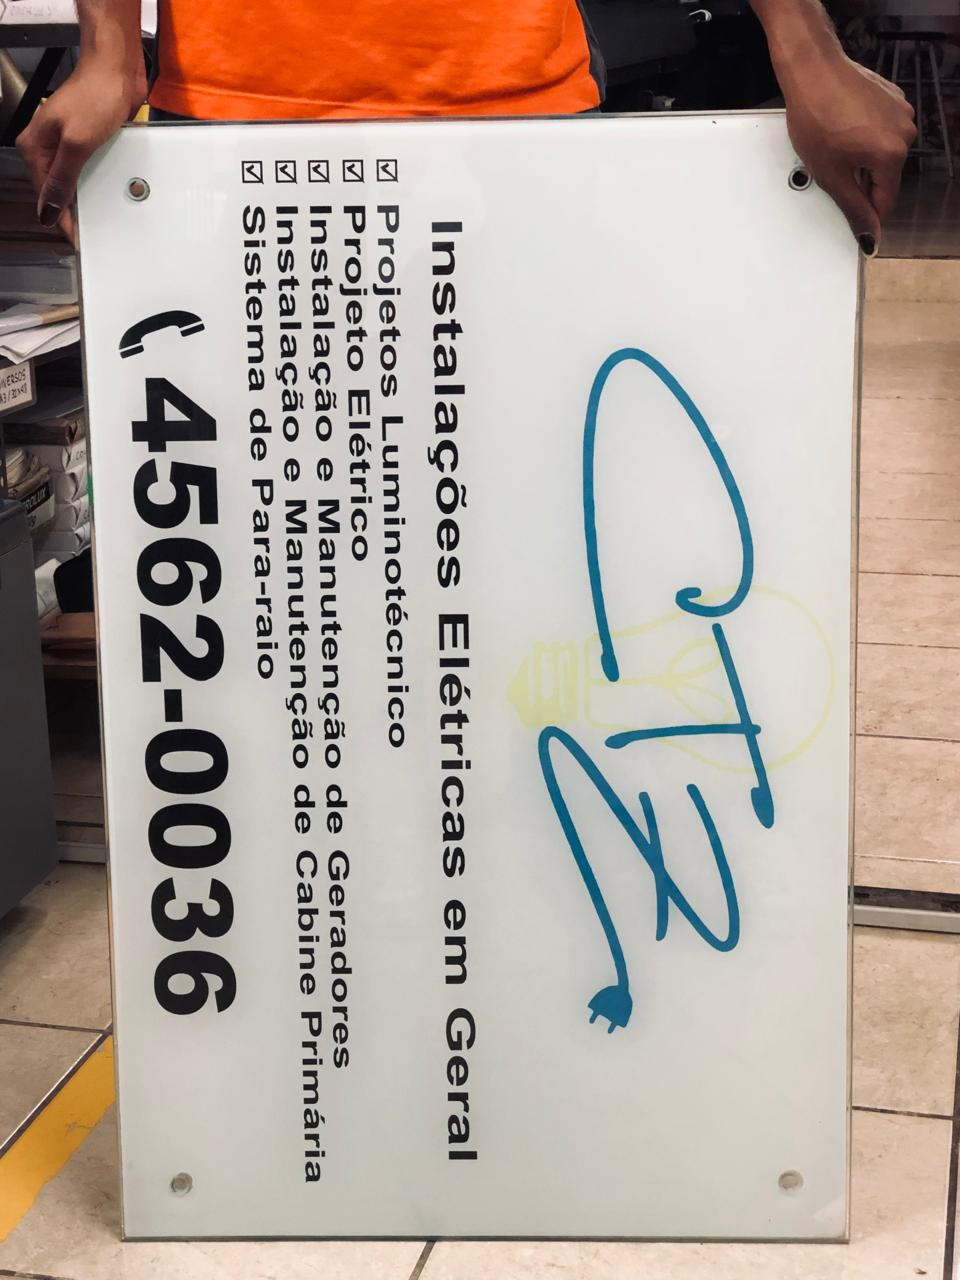 GTR
Instalações Elétricas em Geral
☑ Projetos Luminotécnico
☑ Projeto Elétrico
☑ Instalação e Manutenção de Geradores
☑ Instalação e Manutenção de Cabine Primária
☑ Sistema de Para-raio
4562-0036